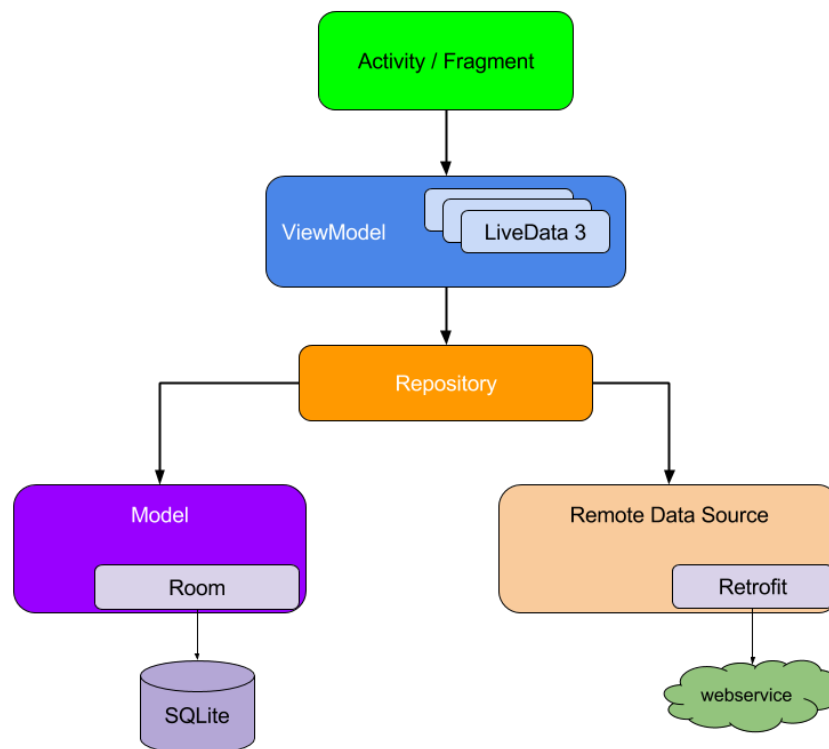 Activity / Fragment
ViewModel
LiveData 3
Repository
Model
Remote Data Source
Room
Retrofit
SQLite
webservice